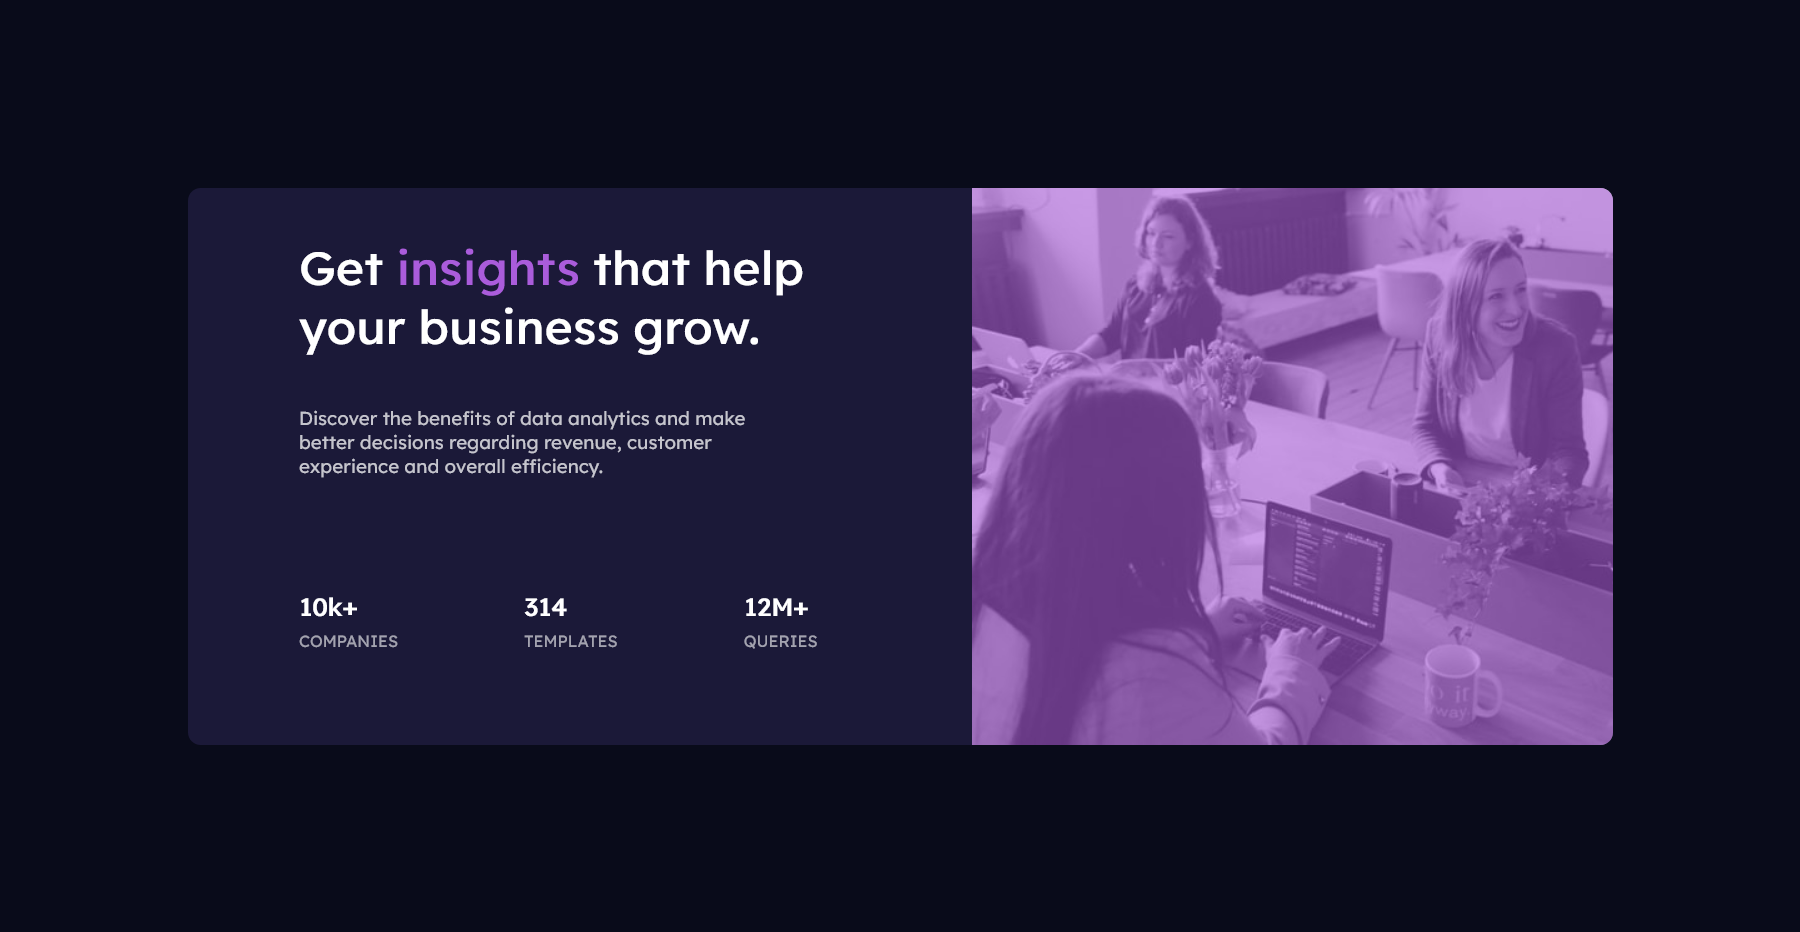 Get insights that help
your business grow.
Discover the benefits of data analytics and make
better decisions regarding revenue, customer
experience and overall efficiency.
10k+ 314 12M+
COMPANIES TEMPLATES QUERIES
it